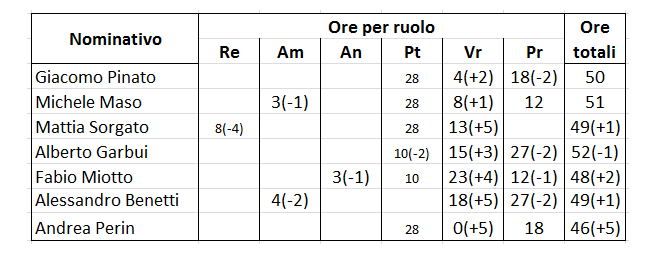 Nominativo Ore per ruolo Ore totali
Re Am An Pt Vr Pr
Giacomo Pinato 28 4(+2) 18(-2) 50
Michele Maso 3(-1) 28 8(+1) 12 51
Mattia Sorgato 8(-4) 28 13(+5) 49(+1)
Alberto Garbui 10(-2) 15(+3) 27(-2) 52(-1)
Fabio Miotto 3(-1) 10 23(+4) 12(-1) 48(+2)
Alessandro Benetti 4(-2) 18(+5) 27(-2) 49(+1)
Andrea Perin 28 0(+5) 18 46(+5)